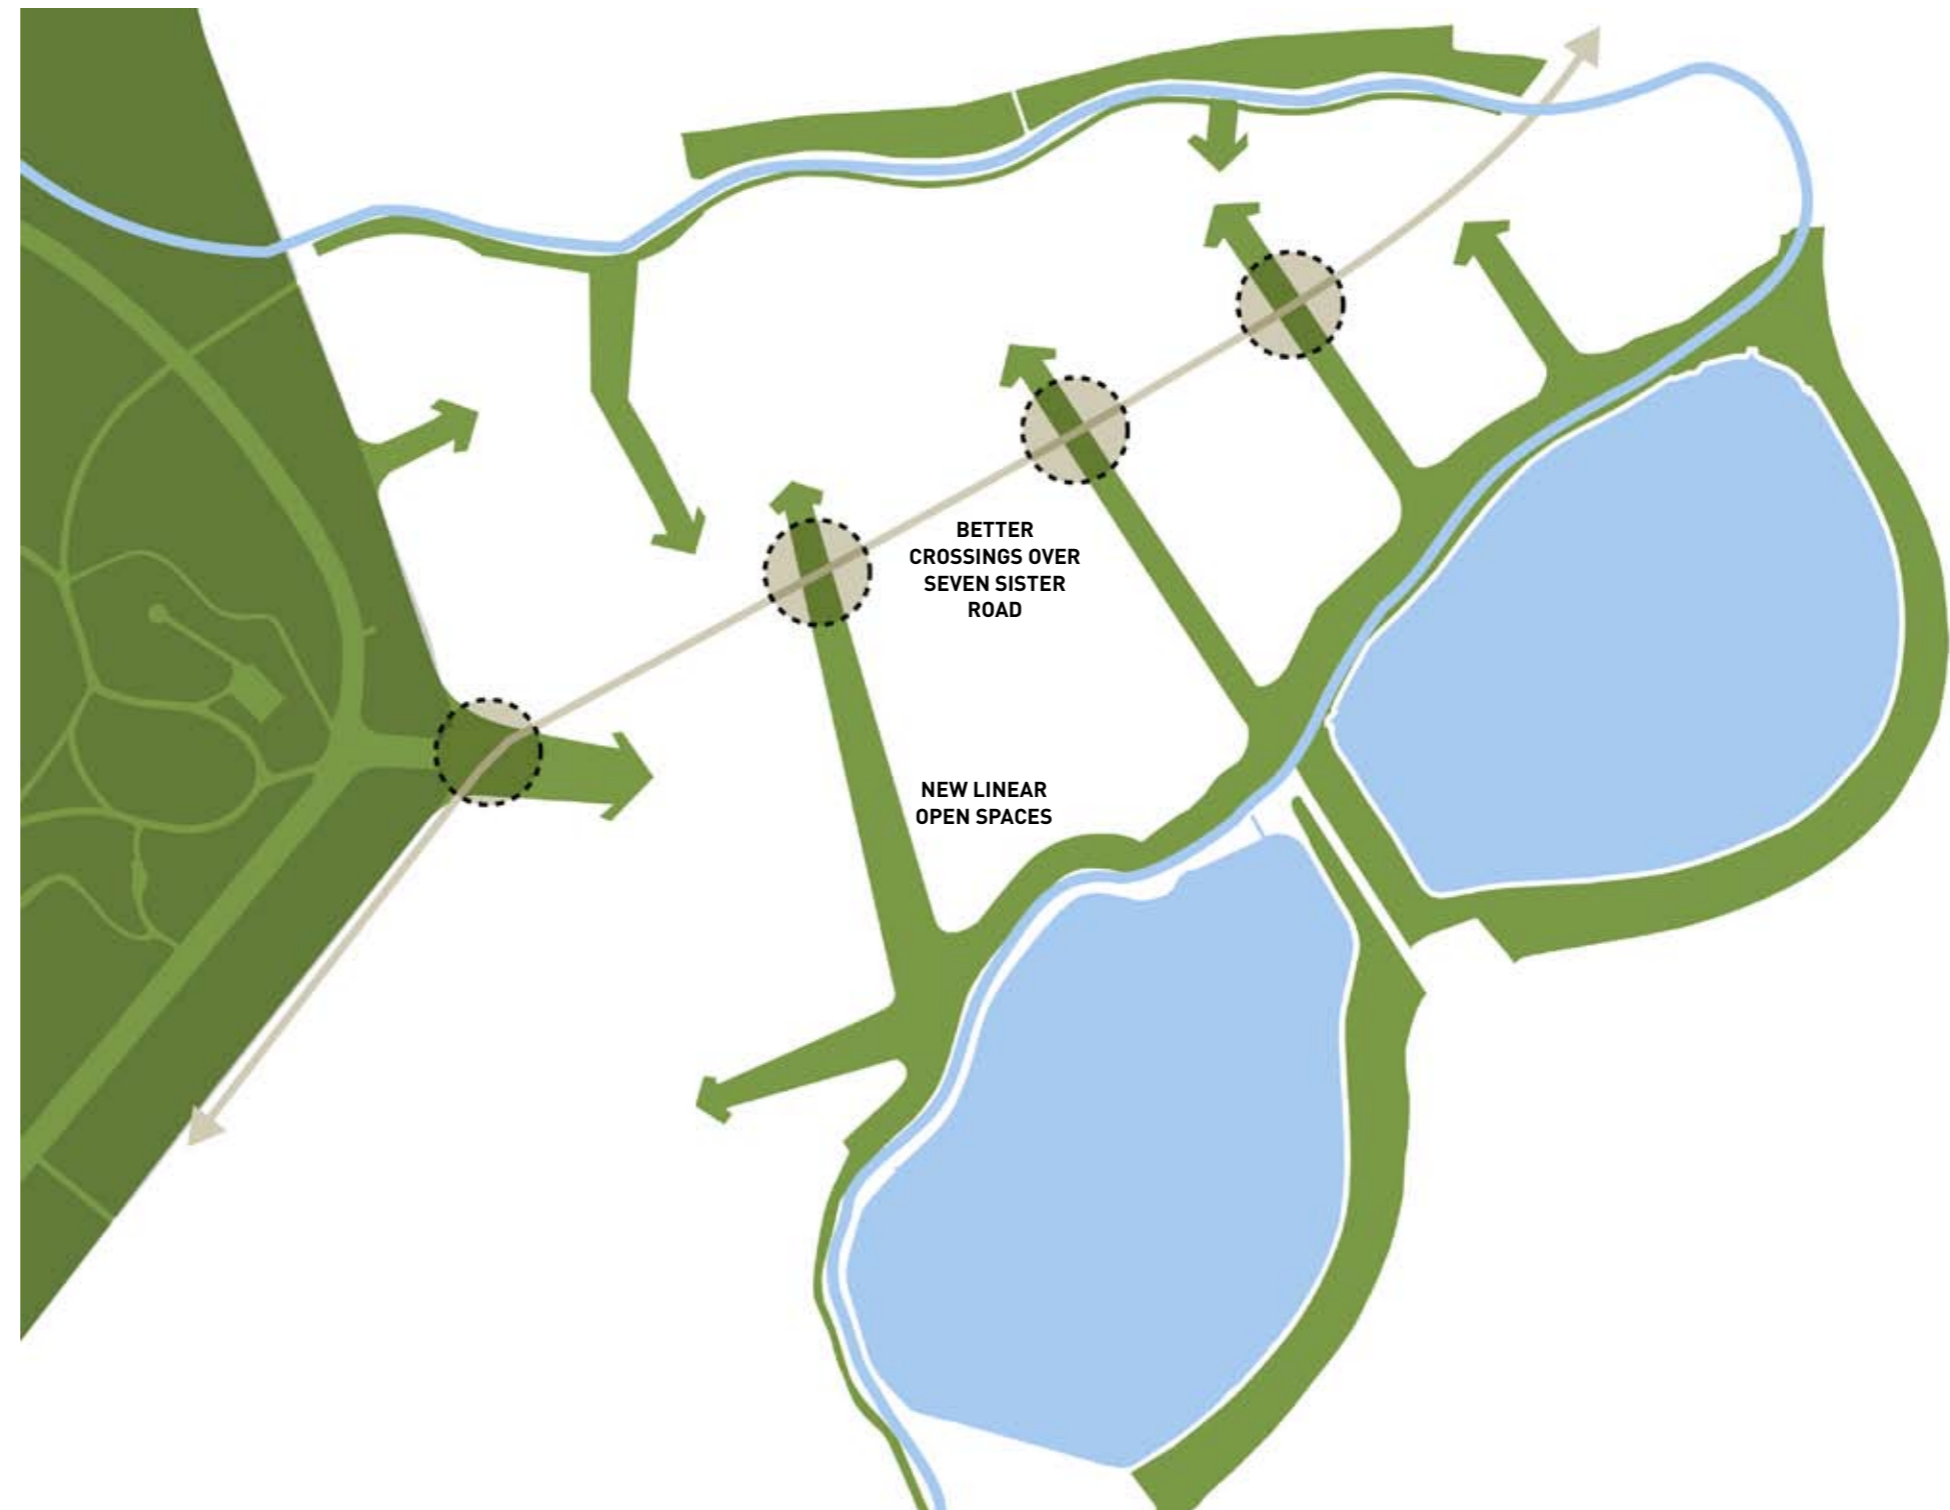 BETTER
CROSSINGS OVER
SEVEN SISTER
ROAD
NEW LINEAR
OPEN SPACES